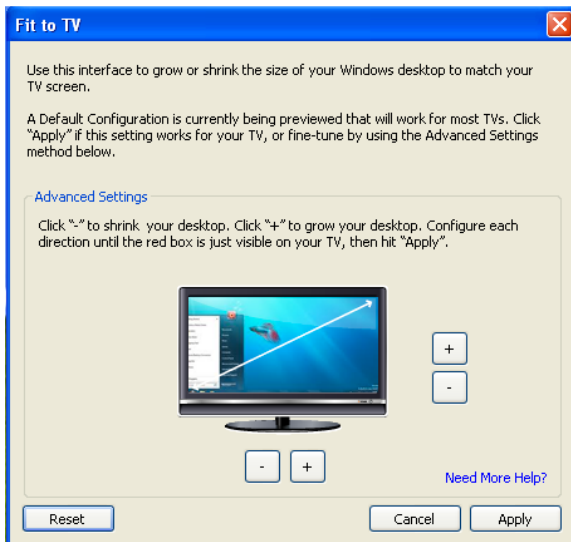 Fit to TV
Use this interface to grow or shrink the size of your Windows desktop to match your
TV screen.
A Default Configuration is currently being previewed that will work for most TVs. Click
"Apply" if this setting works for your TV, or fine-tune by using the Advanced Settings
method below.
Advanced Settings
Click "-" to shrink your desktop. Click "+" to grow your desktop. Configure each
direction until the red box is just visible on your TV, then hit "Apply".
+
-
- +
Need More Help?
Reset Cancel Apply